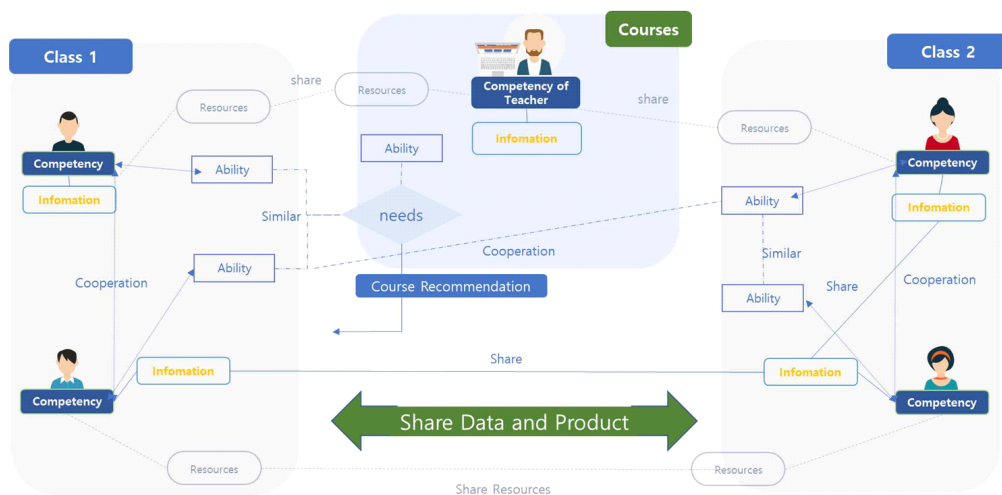 Courses
Class 1
Class 2
share
Resources
Resources
Competency of
Teacher
share
Resources
Infomation
Ability
Competency
Ability
Competency
Infomation
Ability
Infomation
Similar
needs
Cooperation
Similar
Ability
Cooperation
Course Recommendation
Share
Cooperation
Ability
Share
Infomation
Infomation
Competency
Competency
Share Data and Product
Resources
Resources
Share Resources